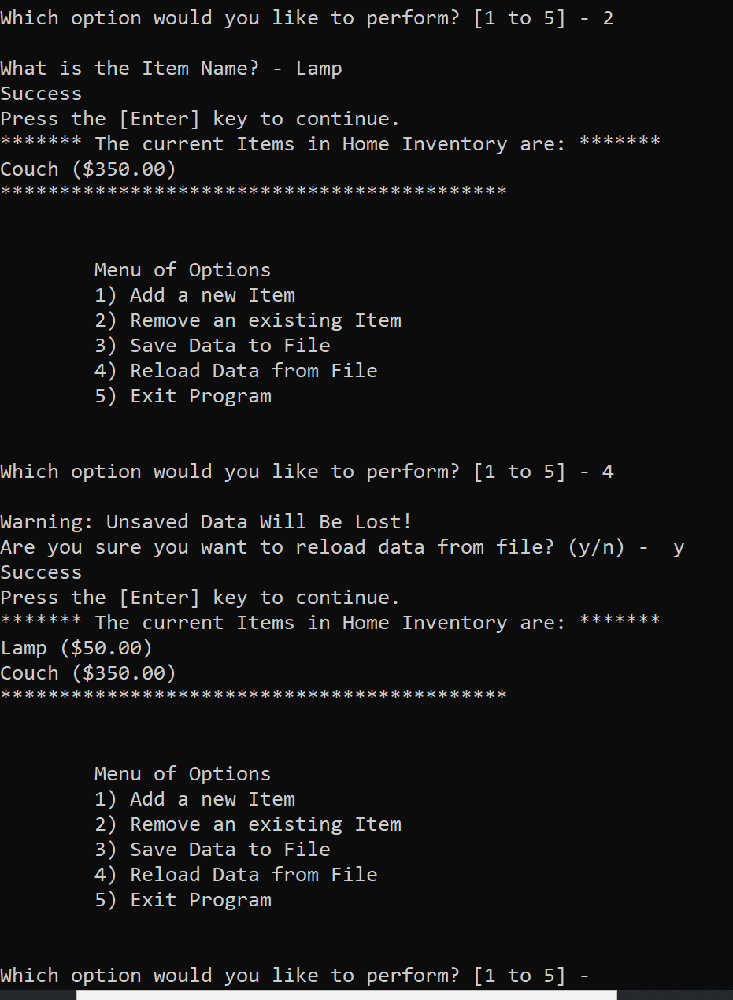 Which option would you like to perform? [1 to 5] - 2
What is the Item Name? - Lamp
Success
Press the [Enter] key to continue.
******* The current Items in Home Inventory are: *******
Couch ($350.00)
*******************************************
Menu of Options
1) Add a new Item
2) Remove an existing Item
3) Save Data to File
4) Reload Data from File
5) Exit Program
Which option would you like to perform? [1 to 5] - 4
Warning: Unsaved Data Will Be Lost!
Are you sure you want to reload data from file? (y/n) -  y
Success
Press the [Enter] key to continue.
******* The current Items in Home Inventory are: *******
Lamp ($50.00)
Couch ($350.00)
*******************************************
Menu of Options
1) Add a new Item
2) Remove an existing Item
3) Save Data to File
4) Reload Data from File
5) Exit Program
Which option would you like to perform? [1 to 5] -